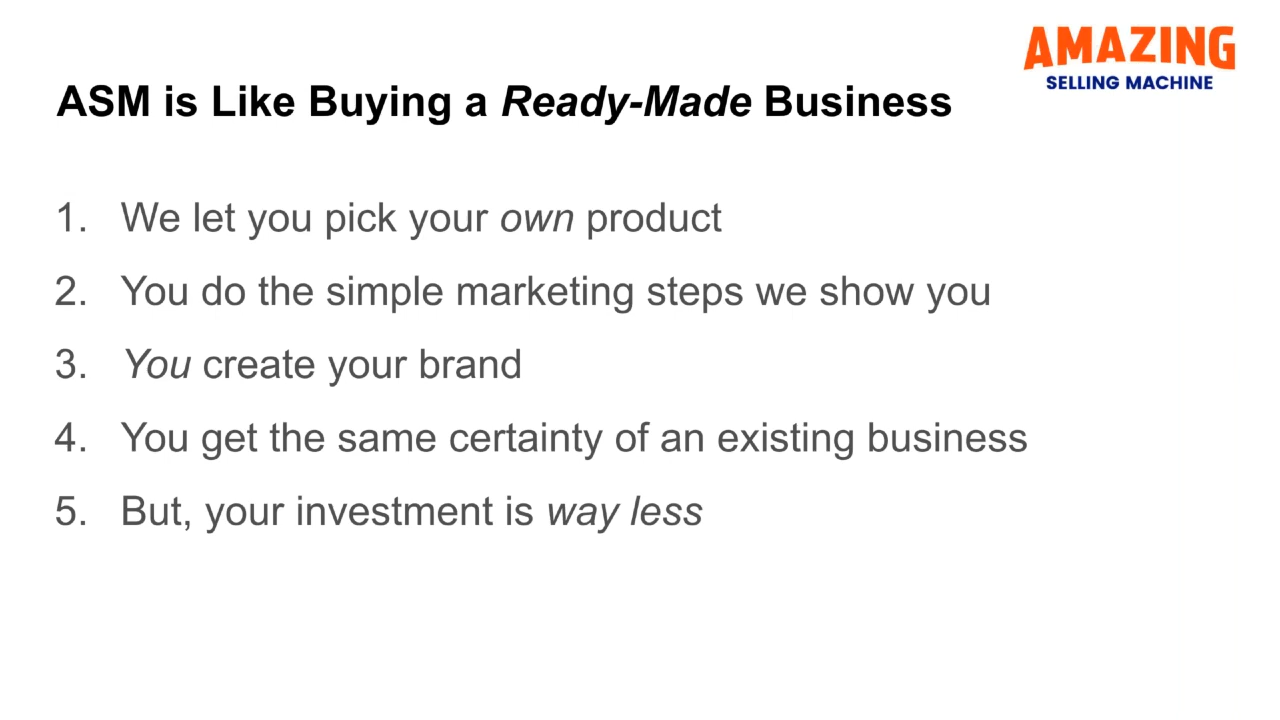 AMAZING
SELLING MACHINE
ASM is Like Buying a Ready-Made Business
1. We let you pick your own product
2. You do the simple marketing steps we show you
3. You create your brand
4. You get the same certainty of an existing business
5. But, your investment is way less